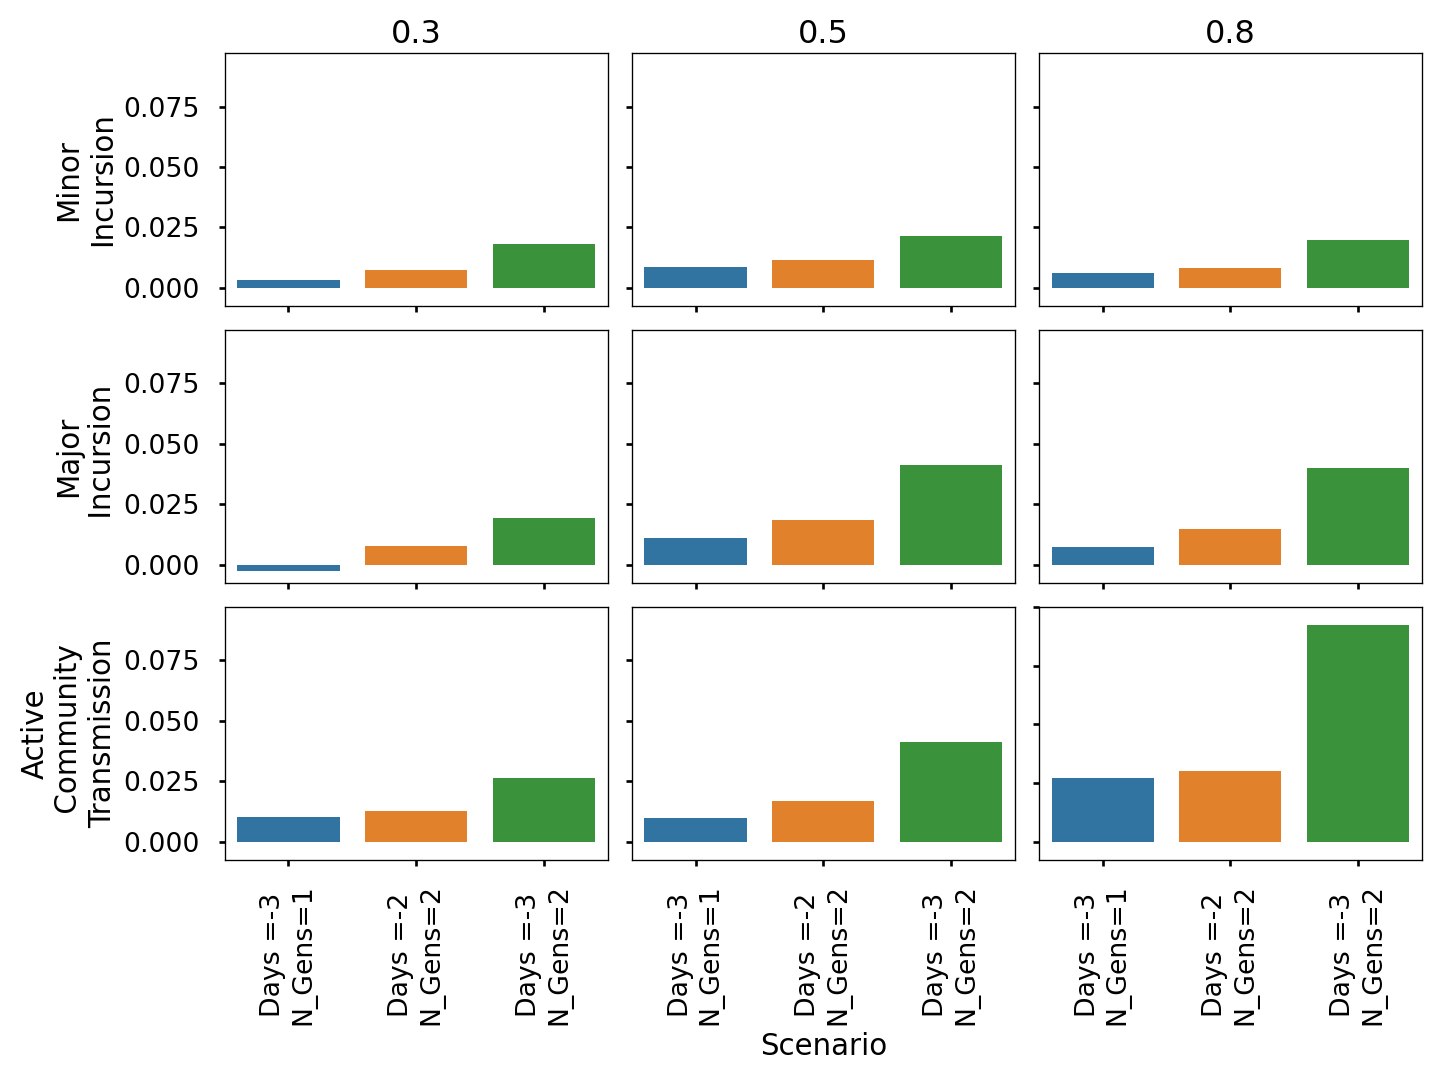 0.3 0.5 0.8
Minor
Incursion
0.075
0.050
0.025
0.000
Major
Incursion
0.075
0.050
0.025
0.000
Active
Community
Transmission
0.075
0.050
0.025
0.000
Days =-3
N_Gens=1
Days =-2
N_Gens=2
Days =-3
N_Gens=2
Days =-3
N_Gens=1
Days =-2
N_Gens=2
Days =-3
N_Gens=2
Days =-3
N_Gens=1
Days =-2
N_Gens=2
Days =-3
N_Gens=2
Scenario